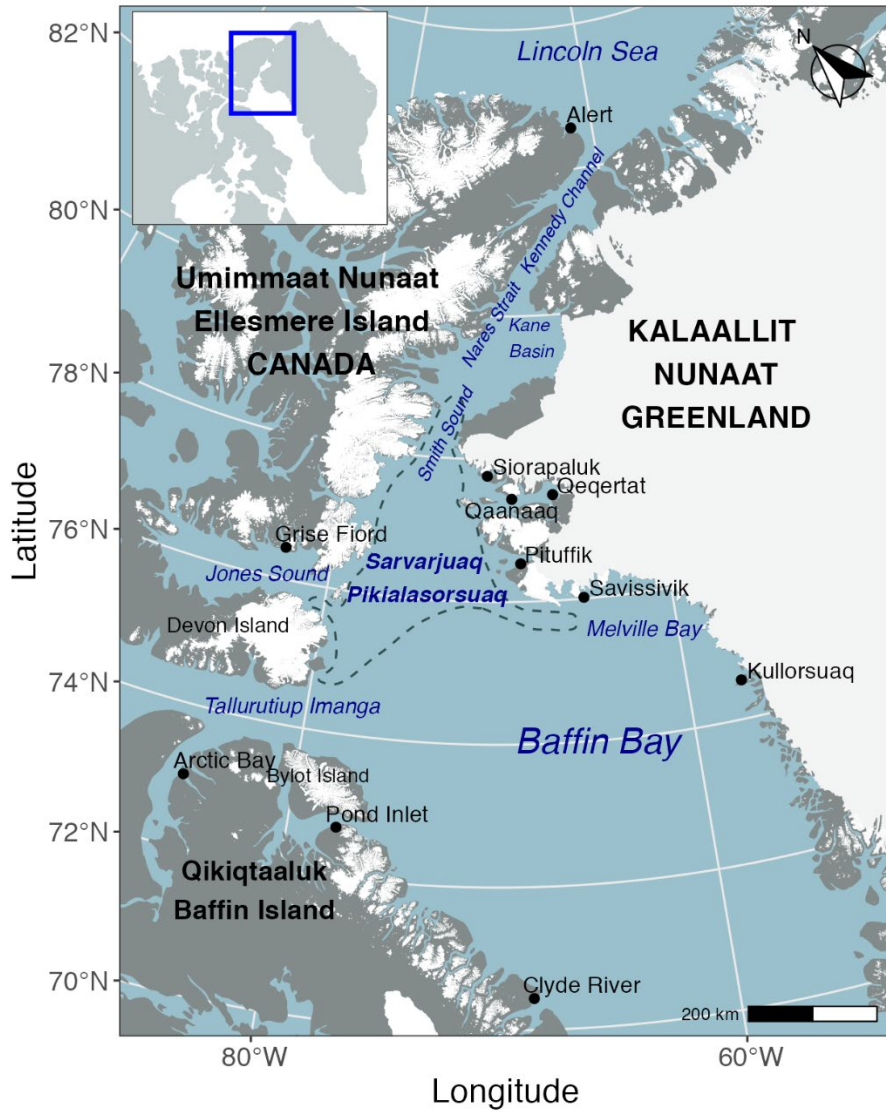 82°N
80°N
78°N
76°N
74°N
72°N
70°N
Latitude
N
Lincoln Sea
Alert
Kennedy Channel
Nares Strait
Kane
Basin
Umimmaat Nunaat
Ellesmere Island
CANADA
KALAALLIT
NUNAAT
GREENLAND
Smith Sound
Siorapaluk
Qeqertat
Qaanaaq
Grise Fiord
Pituffik
Sarvarjuaq
Pikialasorsuaq
Jones Sound
Savissivik
Devon Island
Melville Bay
Kullorsuaq
Tallurutiup Imanga
Baffin Bay
Arctic Bay
Bylot Island
Pond Inlet
Qikiqtaaluk
Baffin Island
Clyde River
200 km
80°W
60°W
Longitude